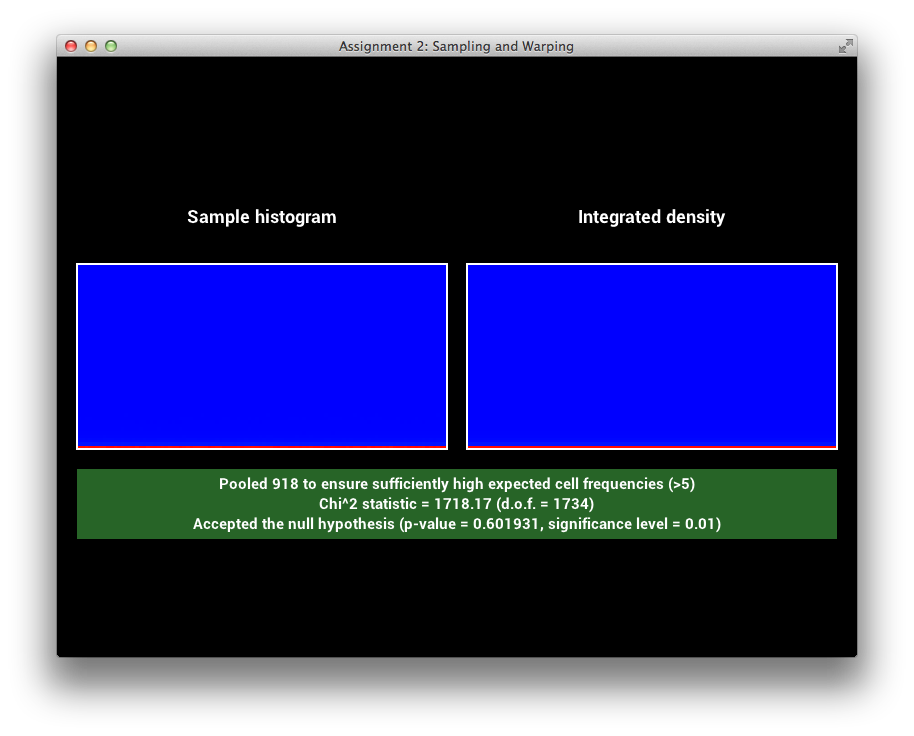 Assignment 2: Sampling and Warping
Sample histogram
Integrated density
Pooled 918 to ensure sufficiently high expected cell frequencies (>5)
Chi^2 statistic = 1718.17 (d.o.f. = 1734)
Accepted the null hypothesis (p-value = 0.601931, significance level = 0.01)